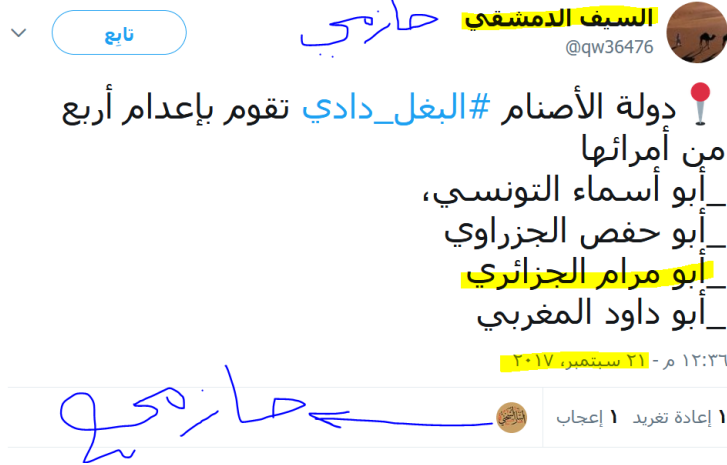 السيف الدمشقي
حازمي
@qw36476
تابع
دولة الأصنام #البغل_دادي تقوم بإعدام أربع
من أمرائها
_أبو أسماء التونسي،
_أبو حفص الجزراوي
_أبو مرام الجزائري
_أبو داود المغربي
١٢:٣٦ م - ٢١ سبتمبر، ٢٠١٧
١ إعادة تغريد ١ إعجاب
حازمي